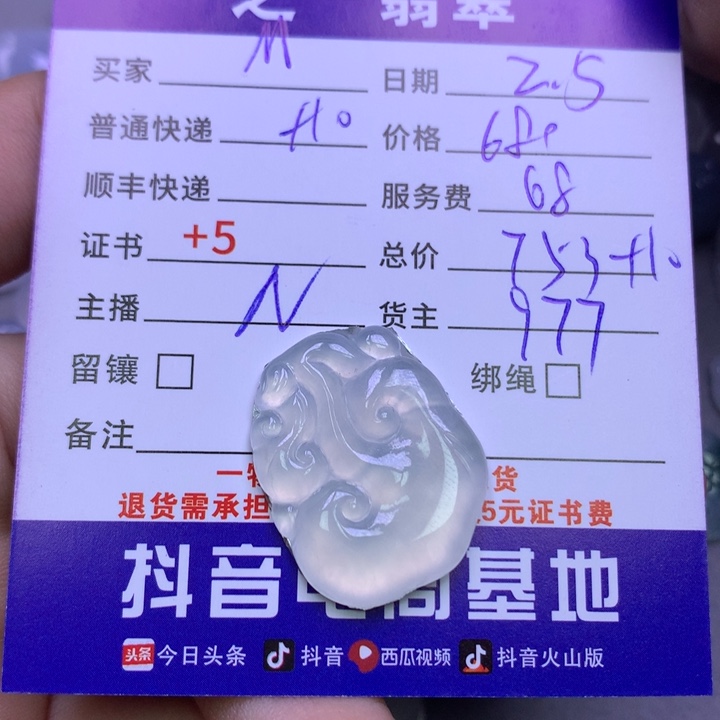 之 翡翠
买家 M 日期 2.5
普通快递 +10 价格 680
顺丰快递 服务费 68
证书 +5 总价 753+10
主播 N 货主 977
留镶 绑绳
备注
一 货
退货需承担 5元证书费
抖音电商基地
头条 今日头条 抖音 西瓜视频 抖音火山版